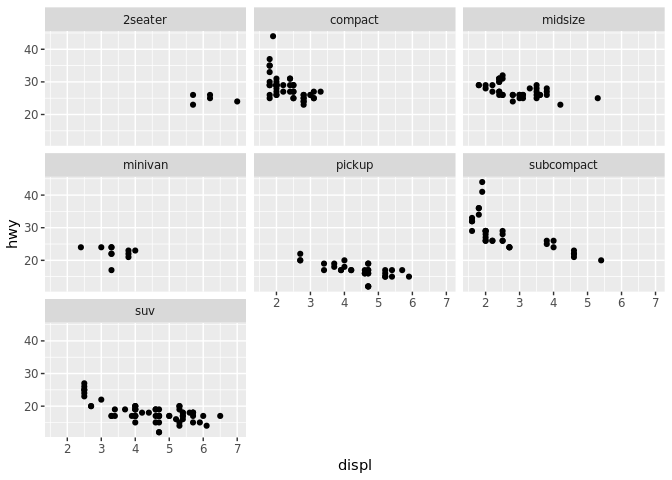 2seater compact midsize
40
30
20
minivan pickup subcompact
40
30
20
2 3 4 5 6 7 2 3 4 5 6 7
suv
40
30
20
2 3 4 5 6 7
displ
hwy